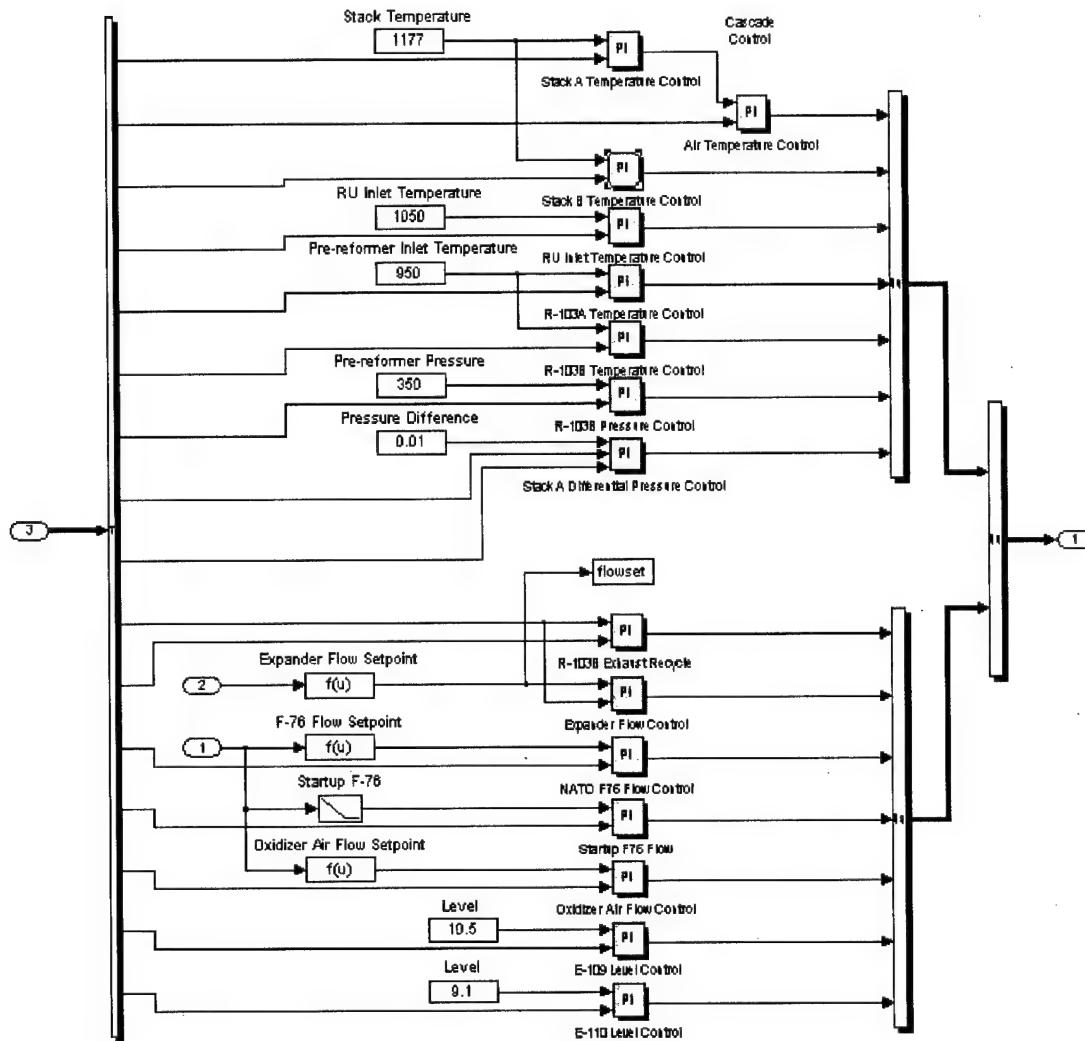 Stack Temperature
1177
PI
Cascade
Control
Stack A Temperature Control
PI
Air Temperature Control
PI
Stack B Temperature Control
RU Inlet Temperature
1050
PI
RU Inlet Temperature Control
Pre-reformer Inlet Temperature
950
PI
R-103A Temperature Control
PI
R-103B Temperature Control
Pre-reformer Pressure
350
PI
R-103B Pressure Control
Pressure Difference
0.01
PI
Stack A Differential Pressure Control
3
1
flowset
PI
R-103B Exhaust Recycle
Expander Flow Setpoint
2
f(u)
PI
Expander Flow Control
F-76 Flow Setpoint
1
f(u)
PI
NATO F76 Flow Control
Startup F-76
PI
Startup F76 Flow
Oxidizer Air Flow Setpoint
f(u)
PI
Oxidizer Air Flow Control
Level
10.5
PI
E-109 Level Control
Level
9.1
PI
E-110 Level Control